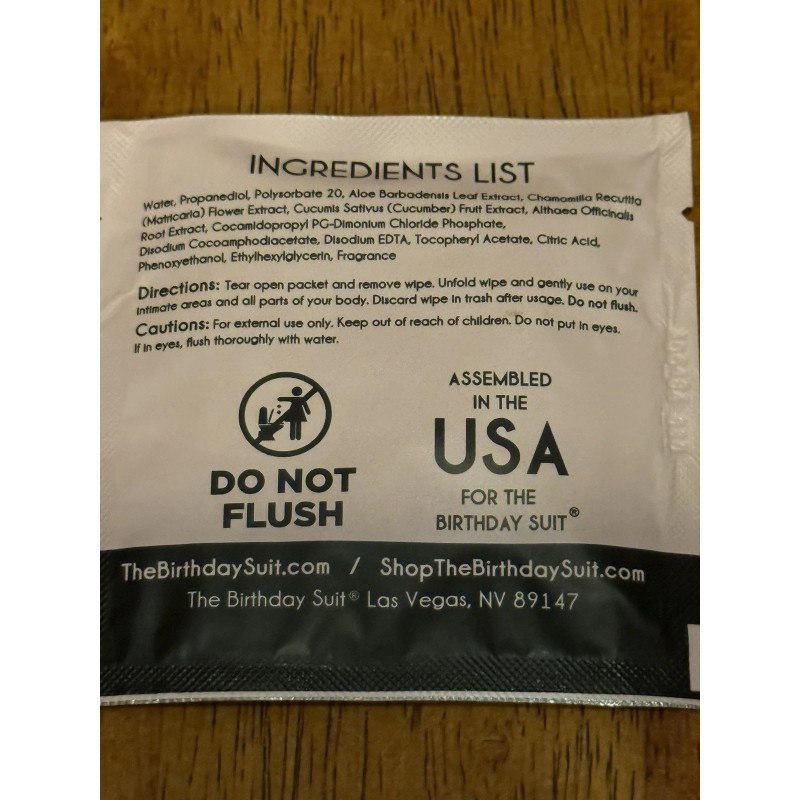 INGREDIENTS LIST
Water, Propanediol, Polysorbate 20, Aloe Barbadensis Leaf Extract, Chamomilla Recutita
(Matricaria) Flower Extract, Cucumis Sativus (Cucumber) Fruit Extract, Althaea Officinalis
Root Extract, Cocamidopropyl PG-Dimonium Chloride Phosphate,
Disodium Cocoamphodiacetate, Disodium EDTA, Tocopheryl Acetate, Citric Acid,
Phenoxyethanol, Ethylhexylglycerin, Fragrance
Directions: Tear open packet and remove wipe. Unfold wipe and gently use on your
intimate areas and all parts of your body. Discard wipe in trash after usage. Do not flush.
Cautions: For external use only. Keep out of reach of children. Do not put in eyes.
If in eyes, flush thoroughly with water.
DO NOT
FLUSH
ASSEMBLED
IN THE
USA
FOR THE
BIRTHDAY SUIT®
TheBirthdaySuit.com / ShopTheBirthdaySuit.com
The Birthday Suit® Las Vegas, NV 89147